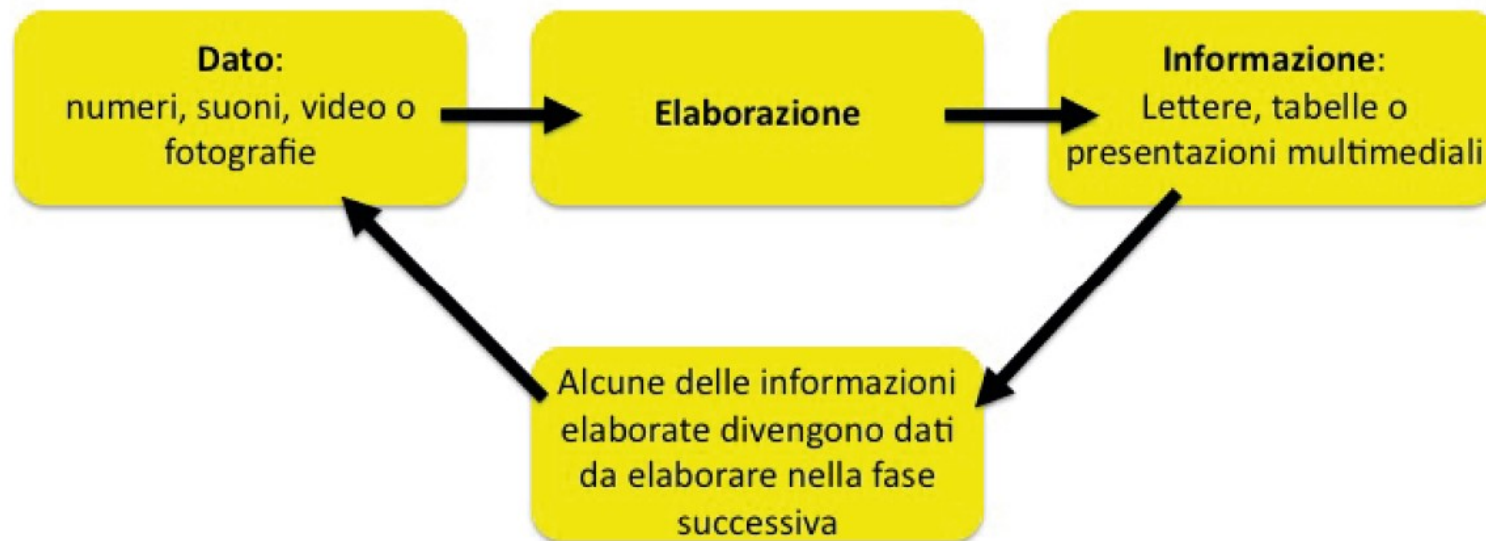 Dato:
numeri, suoni, video o
fotografie
Elaborazione
Informazione:
Lettere, tabelle o
presentazioni multimediali
Alcune delle informazioni
elaborate divengono dati
da elaborare nella fase
successiva